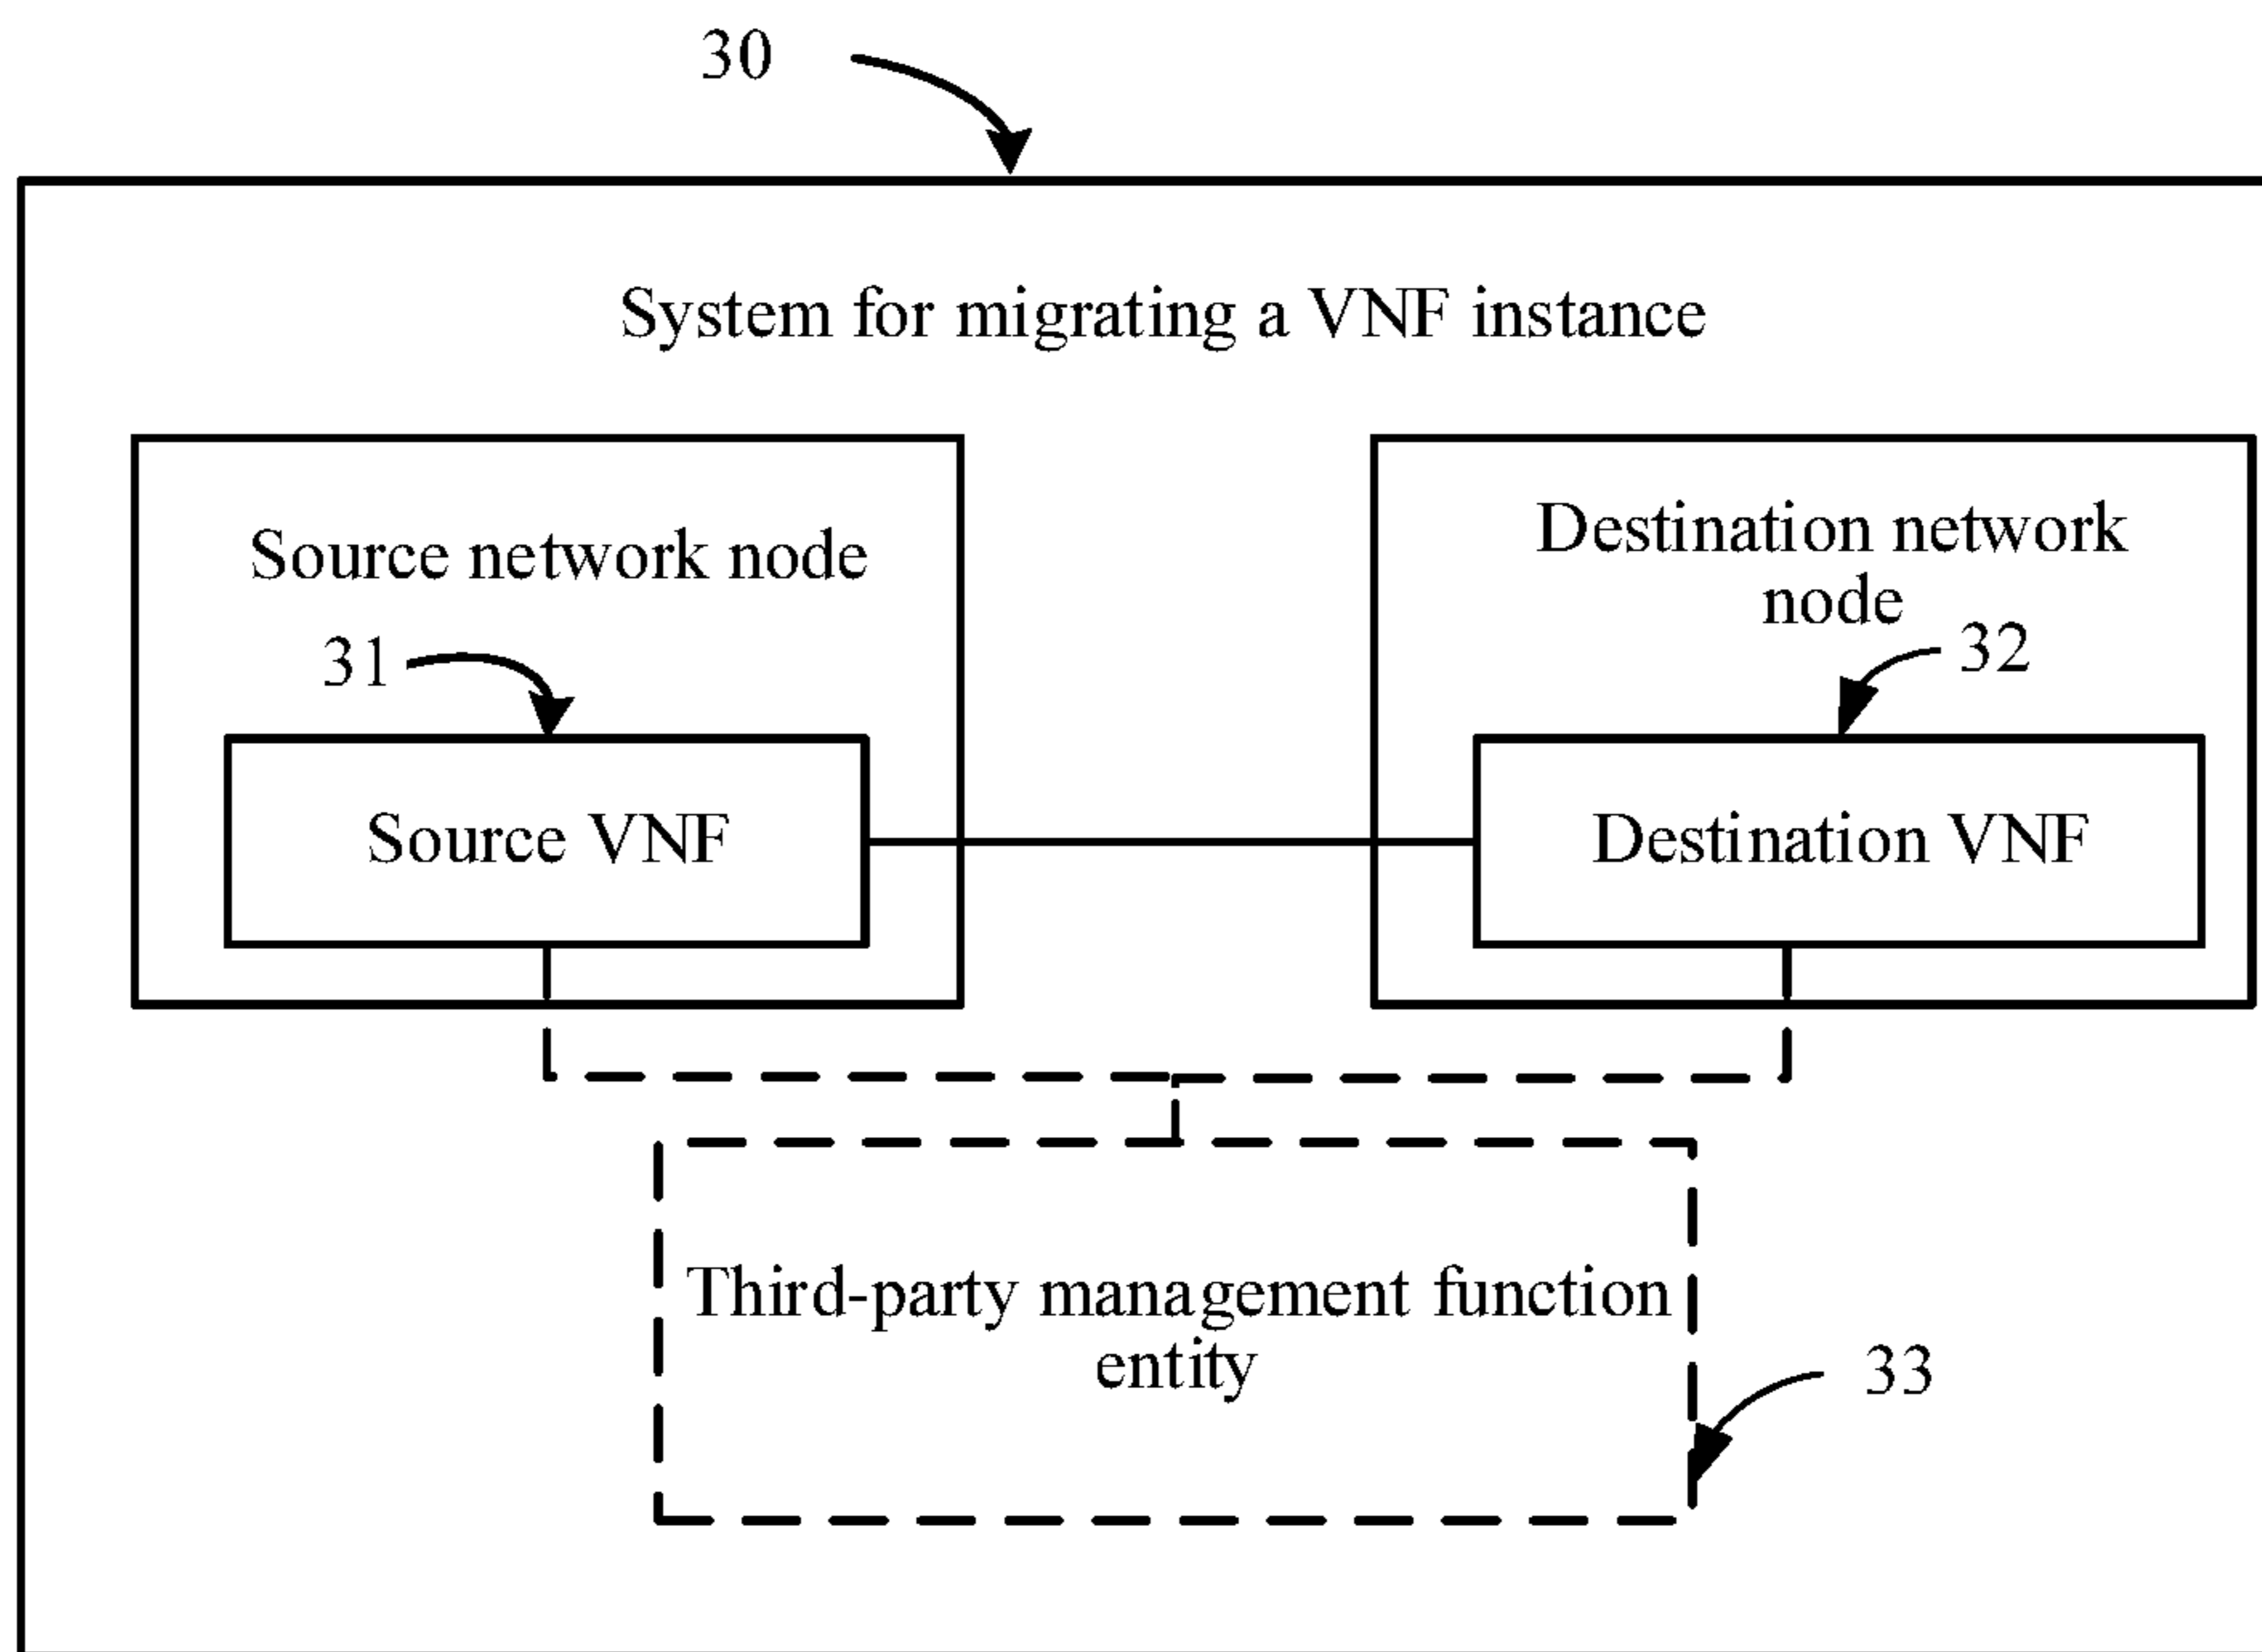 30
System for migrating a VNF instance
Source network node
Destination network
node
31
32
Source VNF
Destination VNF
Third-party management function
entity
33